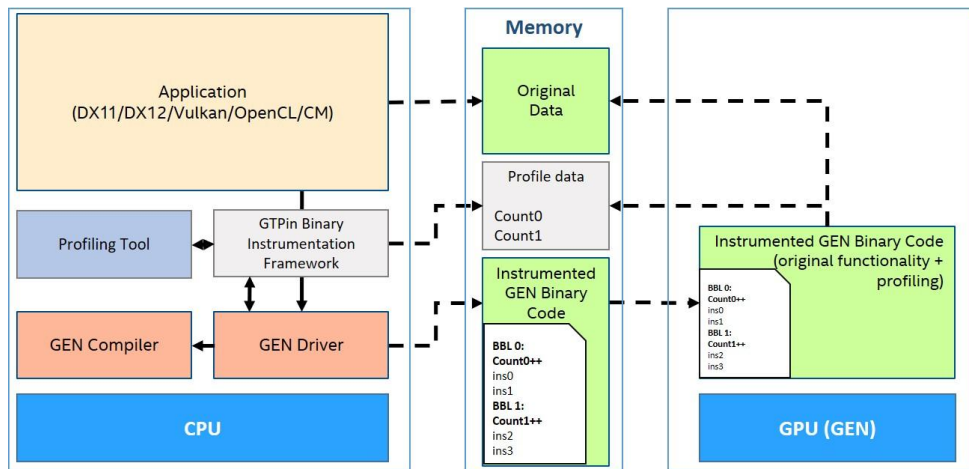 Application
(DX11/DX12/Vulkan/OpenCL/CM)
Profiling Tool
GTPin Binary
Instrumentation
Framework
GEN Compiler
GEN Driver
CPU
Memory
Original
Data
Profile data
Count0
Count1
Instrumented
GEN Binary
Code
BBL 0:
Count0++
ins0
ins1
BBL 1:
Count1++
ins2
ins3
Instrumented GEN Binary Code
(original functionality +
profiling)
BBL 0:
Count0++
ins0
ins1
BBL 1:
Count1++
ins2
ins3
GPU (GEN)